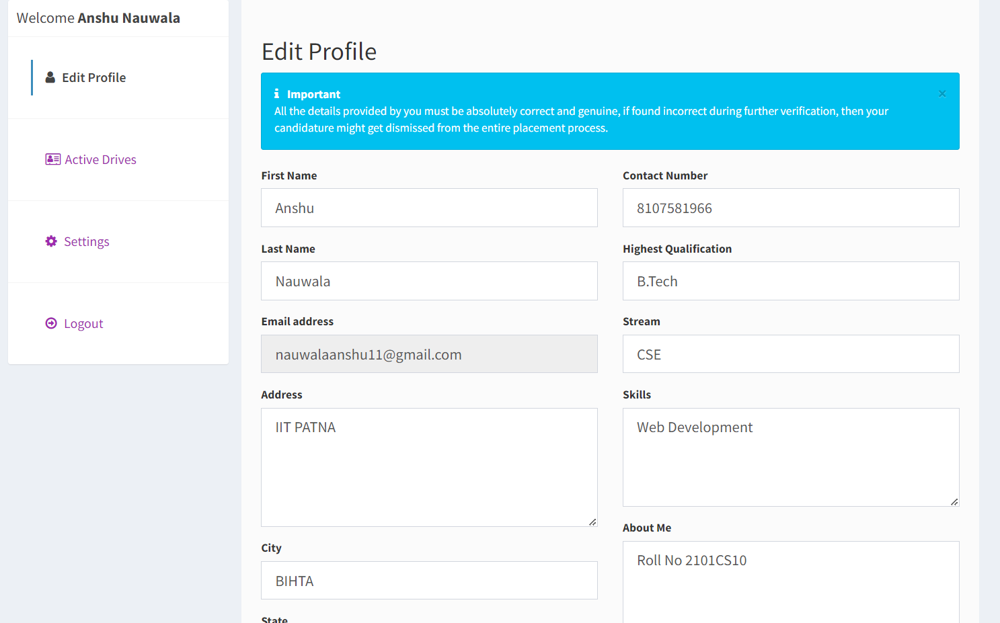 Welcome Anshu Nauwala
Edit Profile
Active Drives
Settings
Logout
Edit Profile
Important
×
All the details provided by you must be absolutely correct and genuine, if found incorrect during further verification, then your
candidature might get dismissed from the entire placement process.
First Name
Anshu
Last Name
Nauwala
Email address
nauwalaanshu11@gmail.com
Address
IIT PATNA
City
BIHTA
State
Contact Number
8107581966
Highest Qualification
B.Tech
Stream
CSE
Skills
Web Development
About Me
Roll No 2101CS10